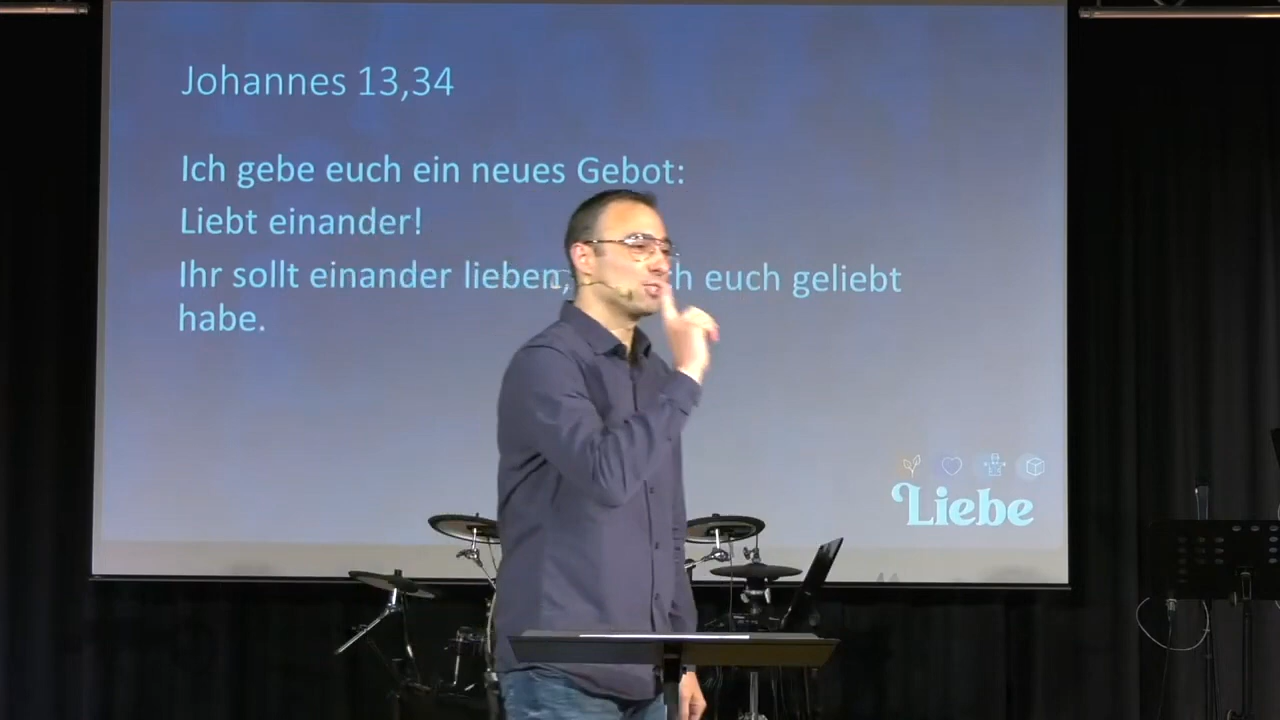 Johannes 13,34
Ich gebe euch ein neues Gebot:
Liebt einander!
Ihr sollt einander lieben, euch geliebt
habe.
Liebe